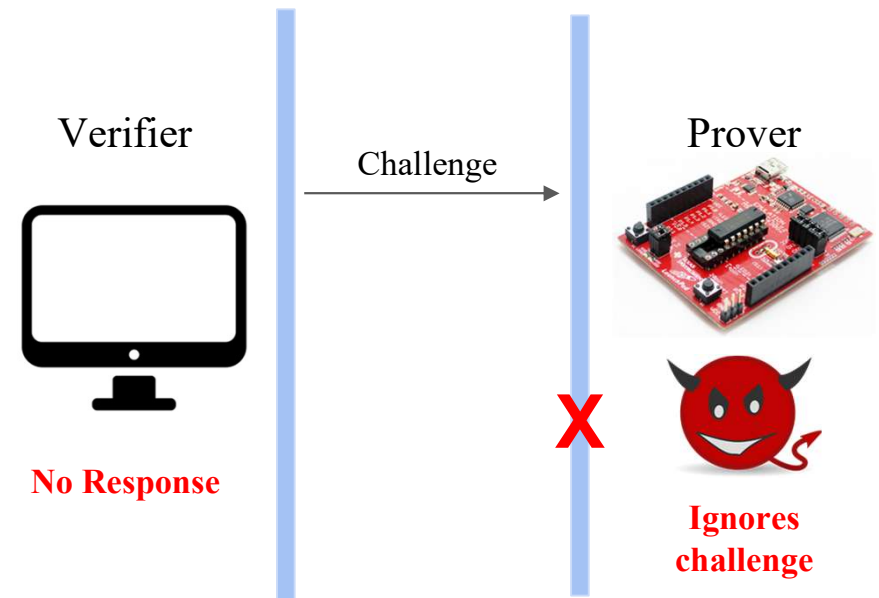 Verifier
Challenge
Prover
X
No Response
Ignores
challenge